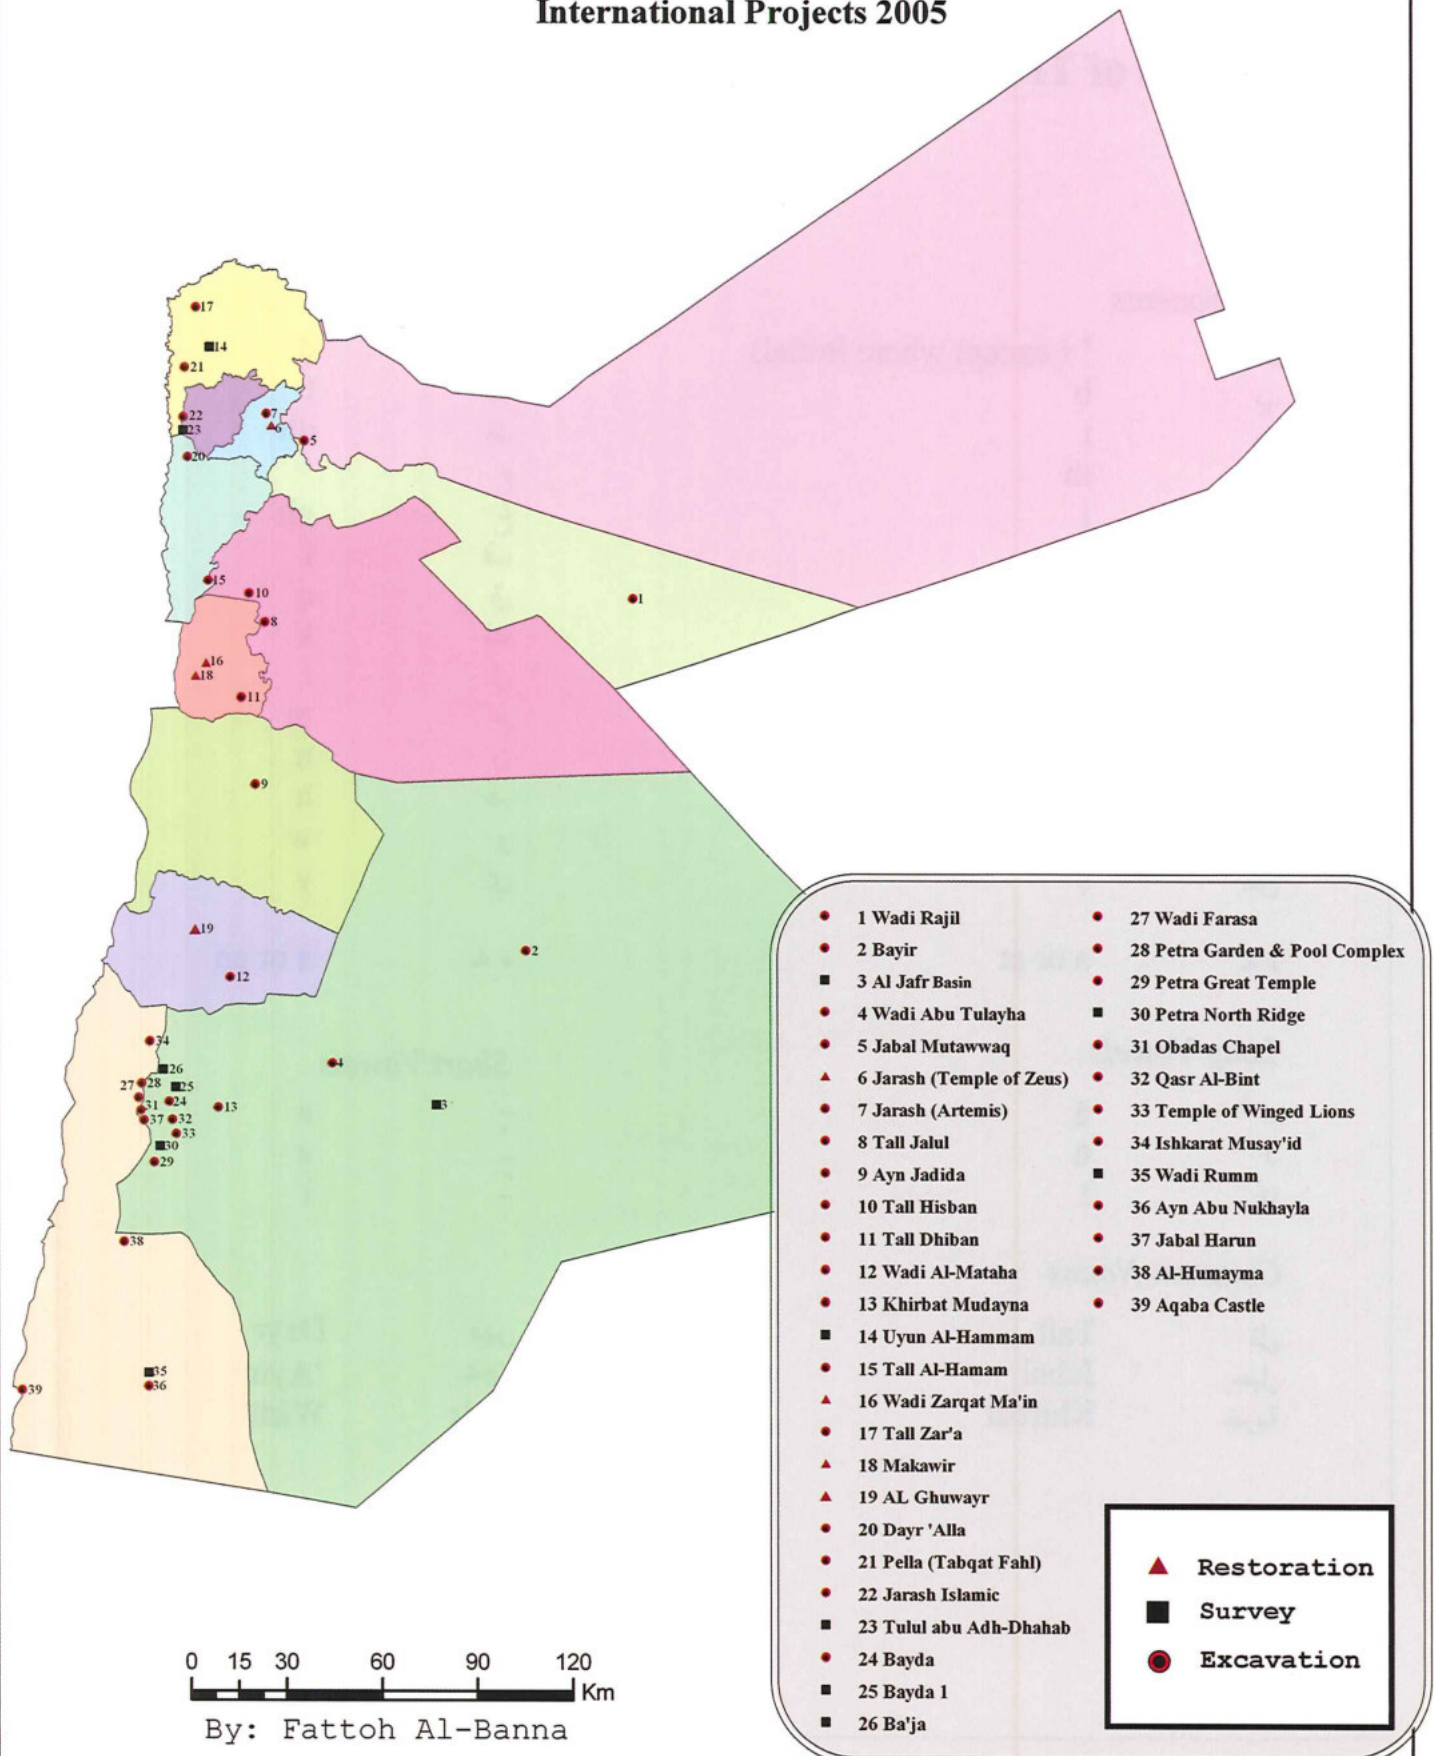 International Projects 2005
17
14
21
22
23
20
7
6
5
15
10
8
1
16
18
11
9
19
12
2
34
26
28
27
25
24
31
37
32
33
30
29
13
4
3
38
35
36
39
1 Wadi Rajil
2 Bayir
3 Al Jafr Basin
4 Wadi Abu Tulayha
5 Jabal Mutawwaq
6 Jarash (Temple of Zeus)
7 Jarash (Artemis)
8 Tall Jalul
9 Ayn Jadida
10 Tall Hisban
11 Tall Dhiban
12 Wadi Al-Mataha
13 Khirbat Mudayna
14 Uyun Al-Hammam
15 Tall Al-Hamam
16 Wadi Zarqat Ma'in
17 Tall Zar'a
18 Makawir
19 AL Ghuwayr
20 Dayr 'Alla
21 Pella (Tabqat Fahl)
22 Jarash Islamic
23 Tulul abu Adh-Dhahab
24 Bayda
25 Bayda 1
26 Ba'ja
27 Wadi Farasa
28 Petra Garden & Pool Complex
29 Petra Great Temple
30 Petra North Ridge
31 Obadas Chapel
32 Qasr Al-Bint
33 Temple of Winged Lions
34 Ishkarat Musay'id
35 Wadi Rumm
36 Ayn Abu Nukhayla
37 Jabal Harun
38 Al-Humayma
39 Aqaba Castle
Restoration
Survey
Excavation
0 15 30 60 90 120
Km
By: Fattoh Al-Banna